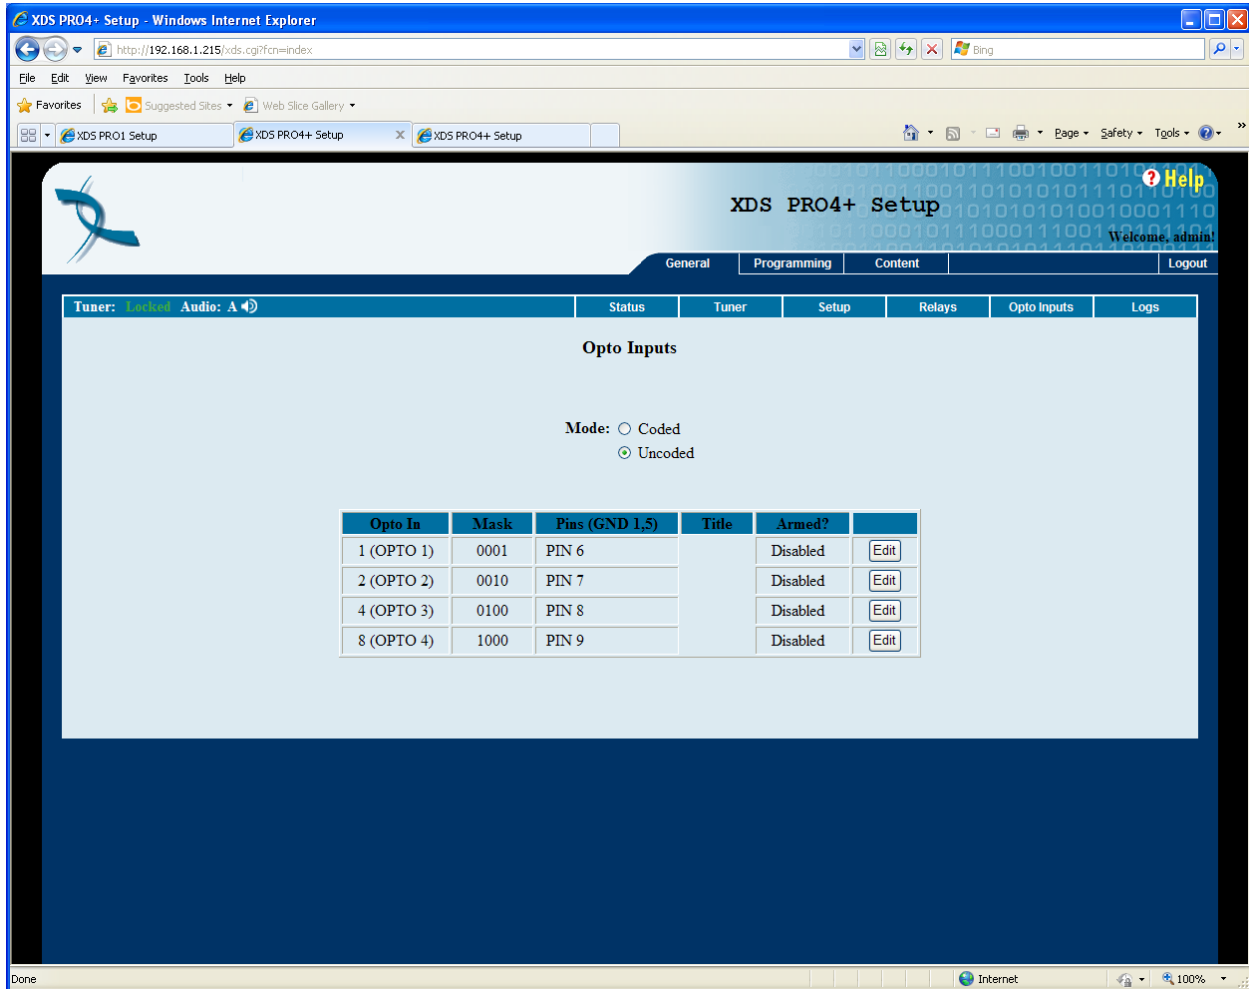 XDS PRO4+ Setup - Windows Internet Explorer
http://192.168.1.215/xds.cgi?fcn=index
Bing
File Edit View Favorites Tools Help
Favorites Suggested Sites Web Slice Gallery
XDS PRO1 Setup XDS PRO4+ Setup XDS PRO4+ Setup Page Safety Tools »
? Help
XDS PRO4+ Setup
Welcome, admin!
General Programming Content Logout
Tuner: Locked Audio: A Status Tuner Setup Relays Opto Inputs Logs
Opto Inputs
Mode: Coded
Uncoded
Opto In Mask Pins (GND 1,5) Title Armed?
1 (OPTO 1) 0001 PIN 6 Disabled Edit
2 (OPTO 2) 0010 PIN 7 Disabled Edit
4 (OPTO 3) 0100 PIN 8 Disabled Edit
8 (OPTO 4) 1000 PIN 9 Disabled Edit
Done Internet 100%